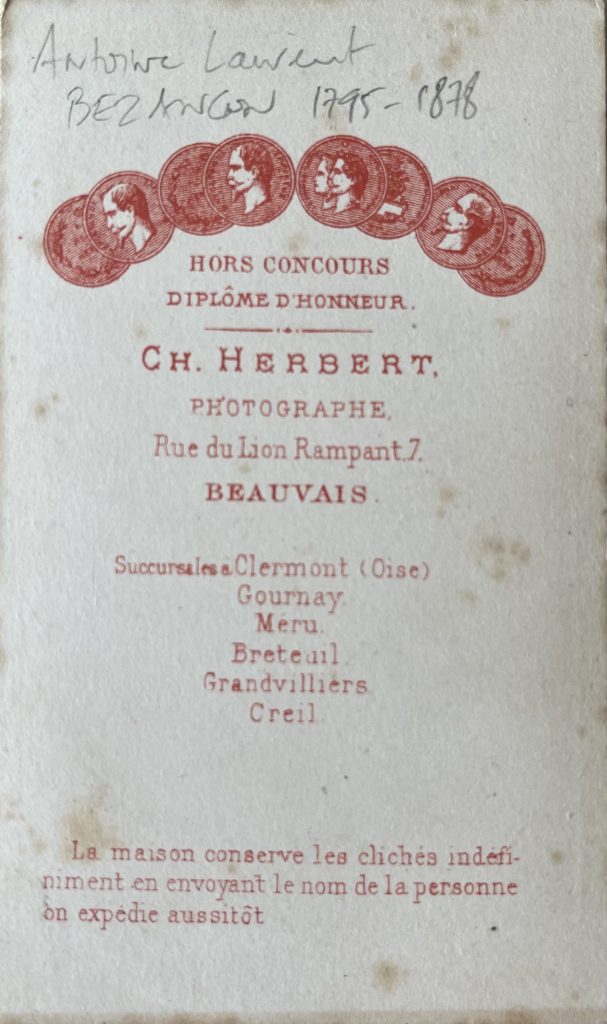 Antoine Laurent
BEZANCON 1795-1878
HORS CONCOURS
DIPLÔME D'HONNEUR.
CH. HERBERT,
PHOTOGRAPHE,
Rue du Lion Rampant.7.
BEAUVAIS.
Succursales a Clermont (Oise)
Gournay.
Méru.
Breteuil.
Grandvilliers.
Creil.
La maison conserve les clichés indéfi-
niment en envoyant le nom de la personne
on expédie aussitôt